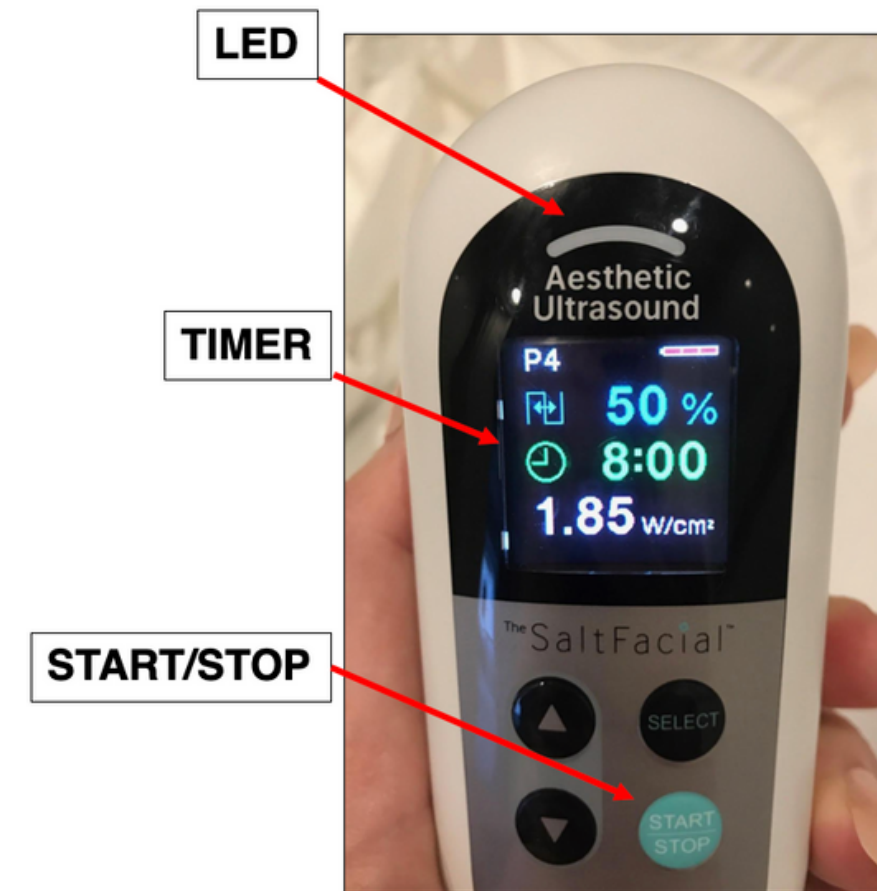 LED
Aesthetic
Ultrasound
TIMER
P4
50 %
8:00
1.85 W/cm²
The SaltFacial™
START/STOP
SELECT
START
STOP